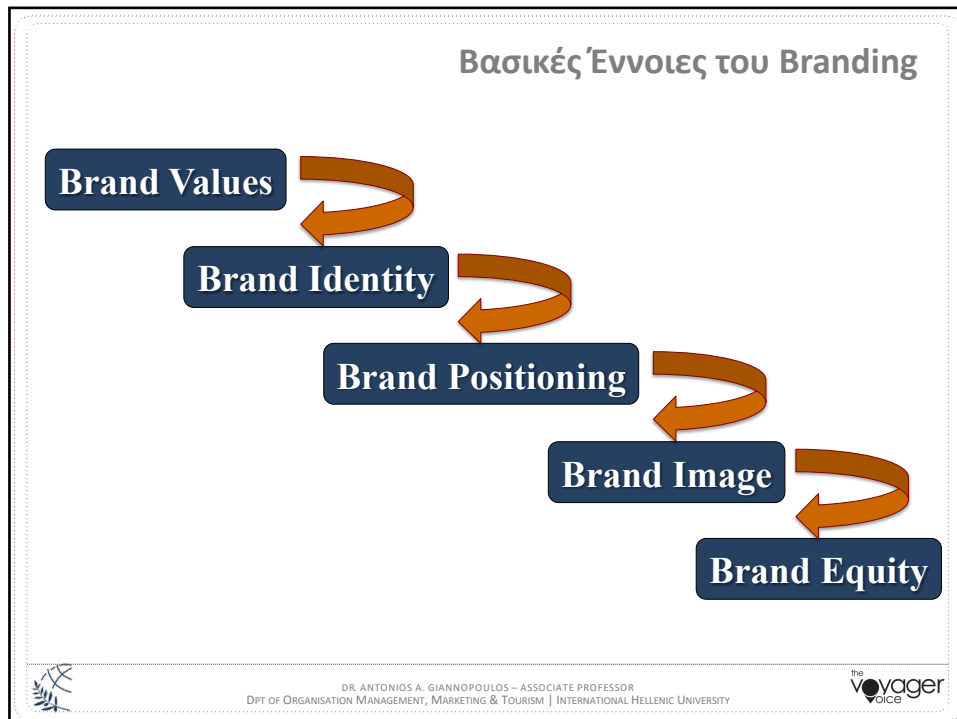 Βασικές Έννοιες του Branding
Brand Values
Brand Identity
Brand Positioning
Brand Image
Brand Equity
DR. ANTONIOS A. GIANNOPOULOS – ASSOCIATE PROFESSOR
DPT OF ORGANISATION MANAGEMENT, MARKETING & TOURISM | INTERNATIONAL HELLENIC UNIVERSITY
the
voyager
voice